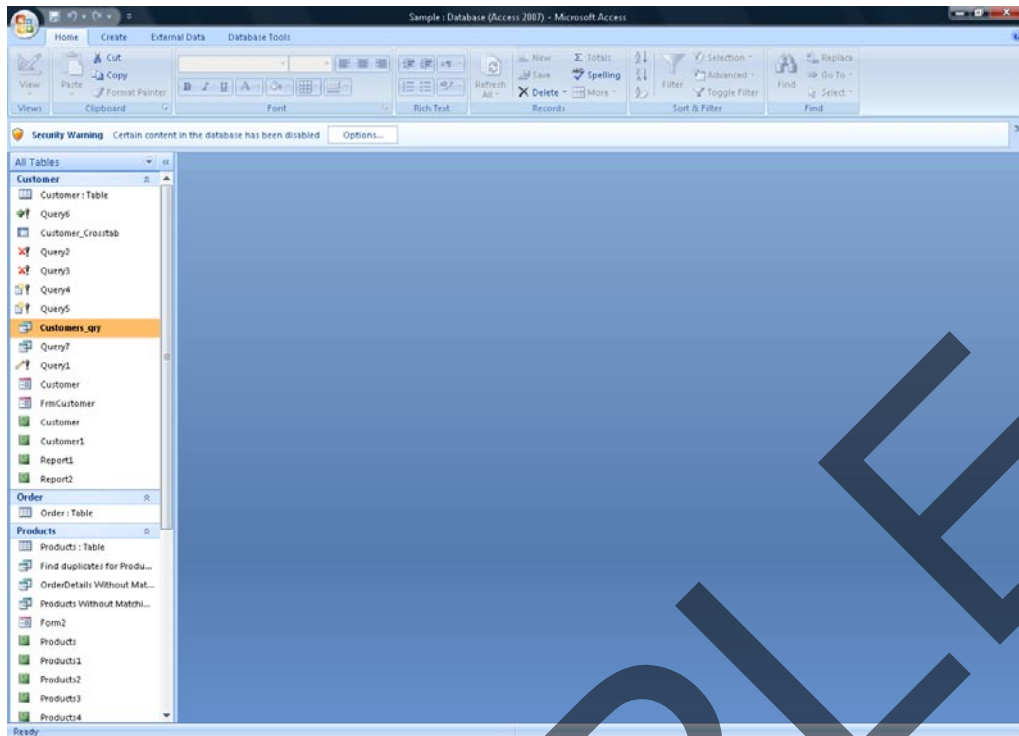 Sample : Database (Access 2007) - Microsoft Access
Home Create External Data Database Tools
View
Views
Paste
Cut
Copy
Format Painter
Clipboard
B I U A
Font
Rich Text
Refresh
All
New
Save
Delete
Σ Totals
Spelling
More
Records
Filter
Selection
Advanced
Toggle Filter
Sort & Filter
Find
Replace
Go To
Select
Find
Security Warning Certain content in the database has been disabled Options...
All Tables
Customer
Customer : Table
Query6
Customer_Crosstab
Query2
Query3
Query4
Query5
Customers_qry
Query7
Query1
Customer
FrmCustomer
Customer
Customer1
Report1
Report2
Order
Order : Table
Products
Products : Table
Find duplicates for Produ...
OrderDetails Without Mat...
Products Without Matchi...
Form2
Products
Products1
Products2
Products3
Products4
Ready